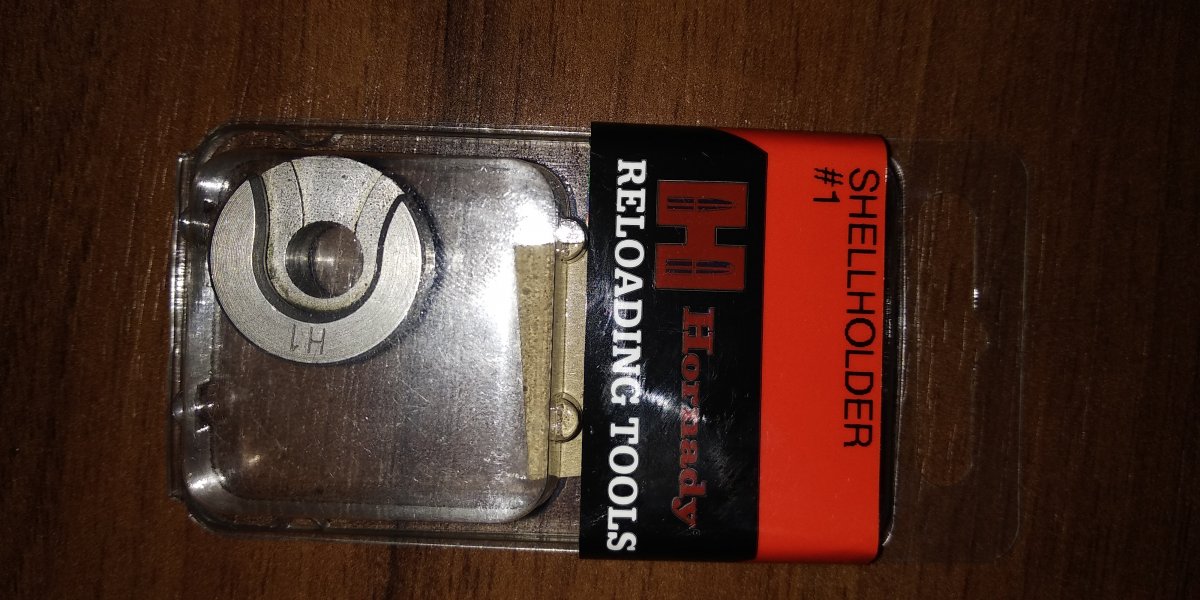 SHELLHOLDER
#1
Hornady
RELOADING TOOLS
H1